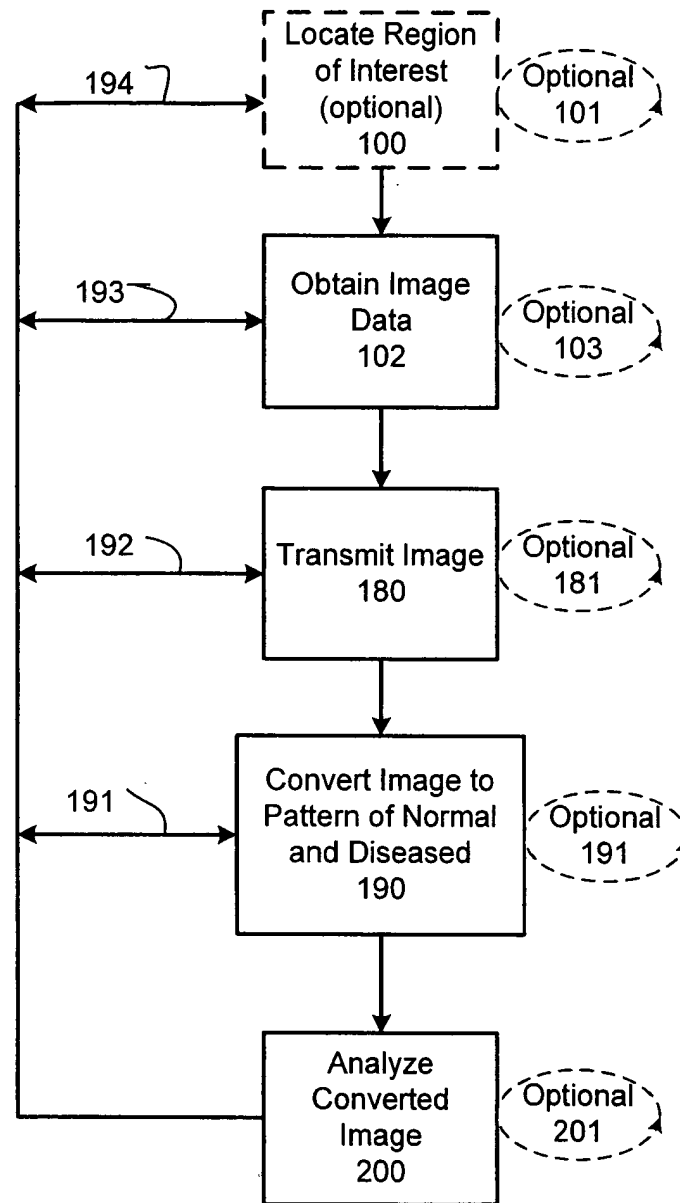 Locate Region
of Interest
(optional)
100
Optional
101
194
Obtain Image
Data
102
Optional
103
193
Transmit Image
180
Optional
181
192
Convert Image to
Pattern of Normal
and Diseased
190
Optional
191
191
Analyze
Converted
Image
200
Optional
201